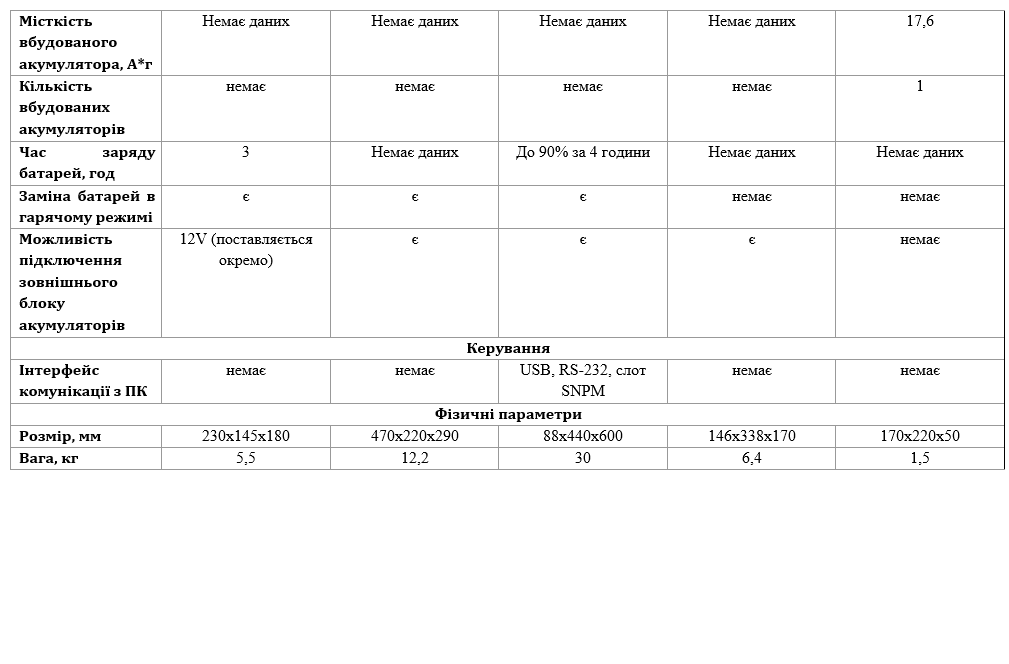 Місткість вбудованого акумулятора, А*г Немає даних Немає даних Немає даних Немає даних 17,6
Кількість вбудованих акумуляторів немає немає немає немає 1
Час заряду батарей, год 3 Немає даних До 90% за 4 години Немає даних Немає даних
Заміна батарей в гарячому режимі є є є немає немає
Можливість підключення зовнішнього блоку акумуляторів 12V (поставляється окремо) є є є немає
Керування
Інтерфейс комунікації з ПК немає немає USB, RS-232, слот SNPM немає немає
Фізичні параметри
Розмір, мм 230x145x180 470x220x290 88x440x600 146x338x170 170x220x50
Вага, кг 5,5 12,2 30 6,4 1,5